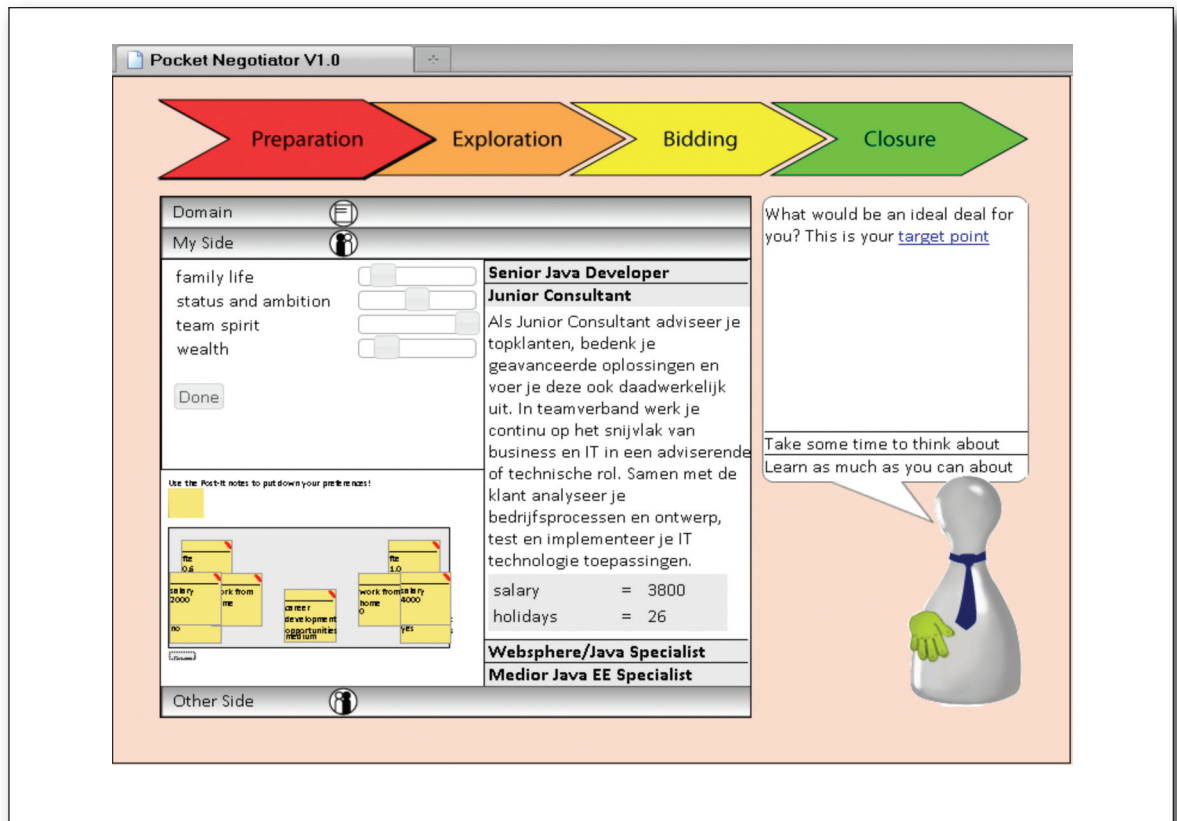 Pocket Negotiator V1.0
Preparation
Exploration
Bidding
Closure
Domain
My Side
family life
status and ambition
team spirit
wealth
Done
Use the Post-It notes to put down your preferences!
fte
0.6
salary
2000
no
career
development
opportunities
medium
fte
1.0
work from
home
0
salary
4000
yes
Senior Java Developer
Junior Consultant
Als Junior Consultant adviseer je
topklanten, bedenk je
geavanceerde oplossingen en
voer je deze ook daadwerkelijk
uit. In teamverband werk je
continu op het snijvlak van
business en IT in een adviserende
of technische rol. Samen met de
klant analyseer je
bedrijfsprocessen en ontwerp,
test en implementeer je IT
technologie toepassingen.
salary = 3800
holidays = 26
Websphere/Java Specialist
Medior Java EE Specialist
Other Side
What would be an ideal deal for
you? This is your target point
Take some time to think about
Learn as much as you can about